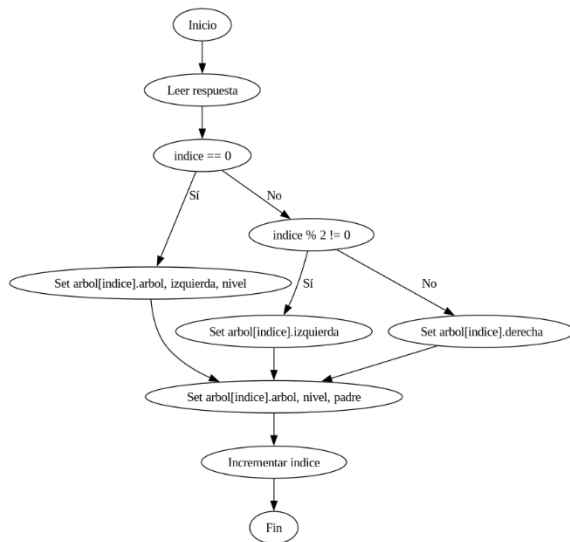 Inicio
Leer respuesta
indice == 0
Sí
No
indice % 2 != 0
Set arbol[indice].arbol, izquierda, nivel
Sí
No
Set arbol[indice].izquierda
Set arbol[indice].derecha
Set arbol[indice].arbol, nivel, padre
Incrementar indice
Fin